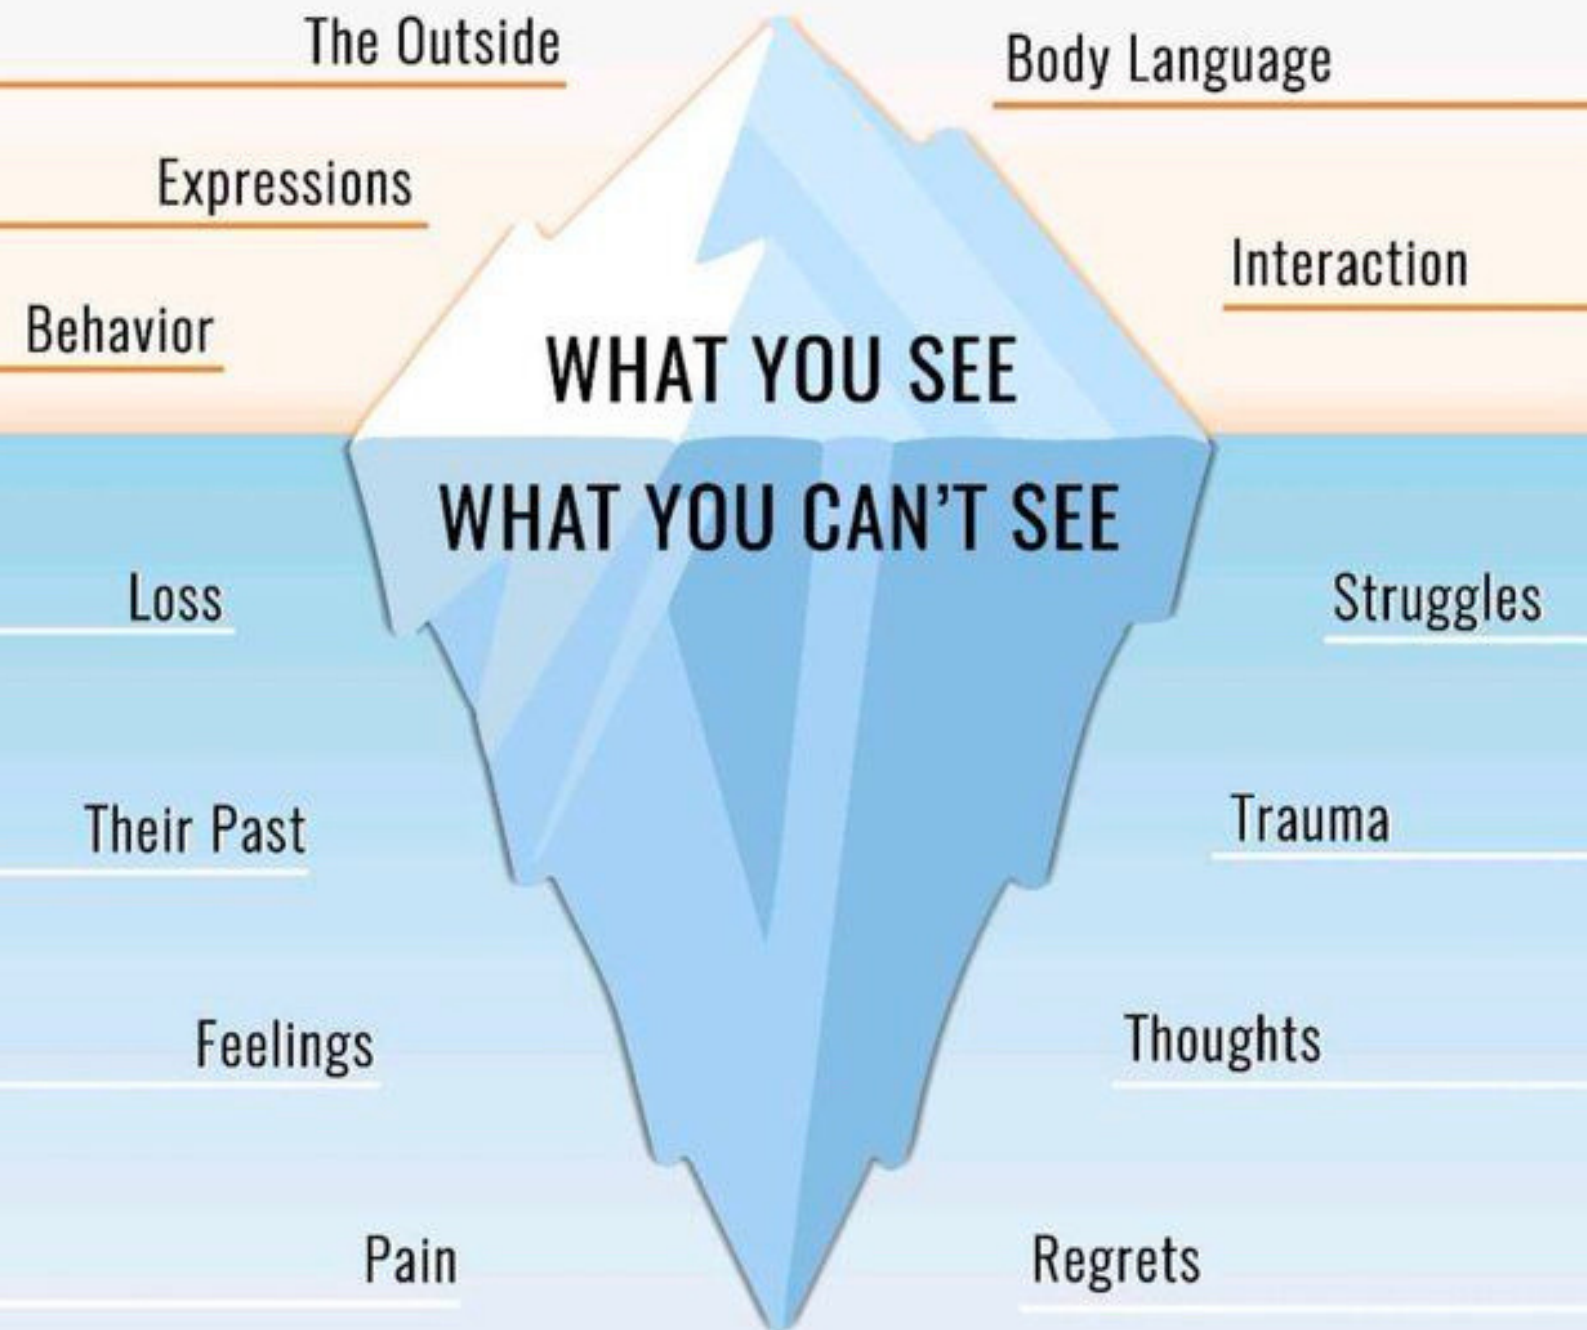 The Outside
Body Language
Expressions
Interaction
Behavior
WHAT YOU SEE
WHAT YOU CAN'T SEE
Loss
Struggles
Their Past
Trauma
Feelings
Thoughts
Pain
Regrets